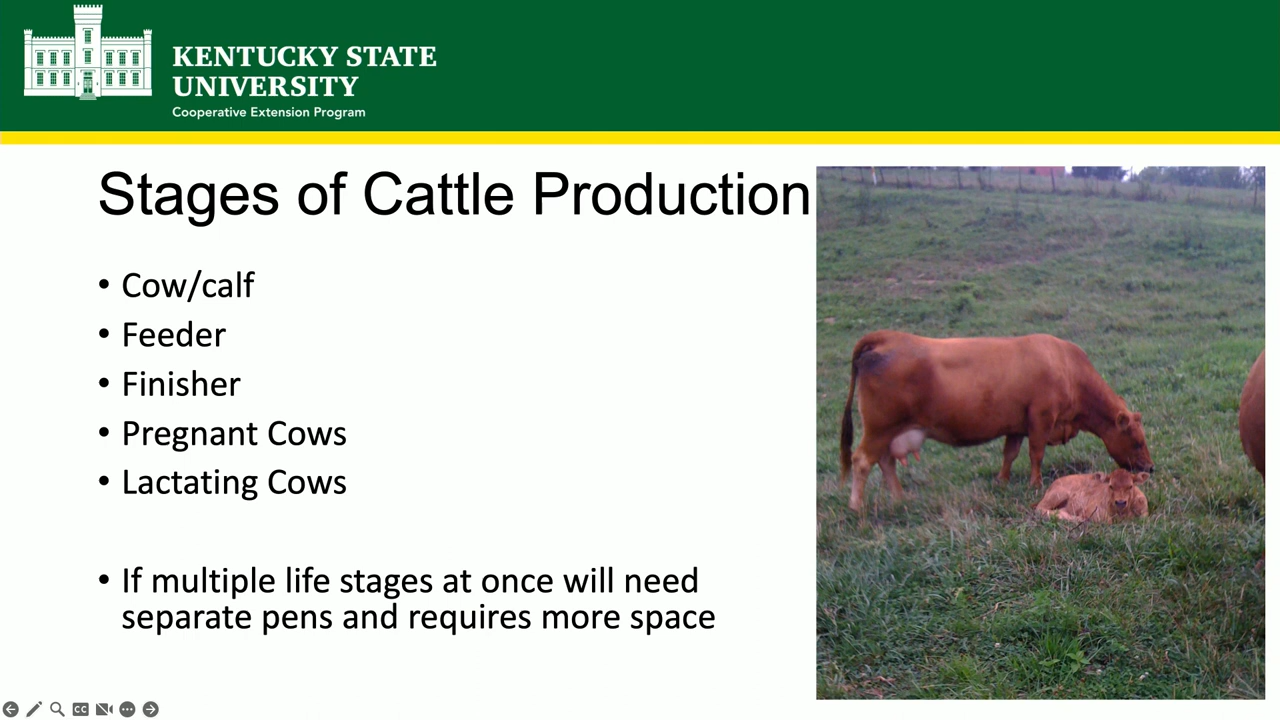 KENTUCKY STATE
UNIVERSITY
Cooperative Extension Program
Stages of Cattle Production
• Cow/calf
• Feeder
• Finisher
• Pregnant Cows
• Lactating Cows
• If multiple life stages at once will need
separate pens and requires more space
CC